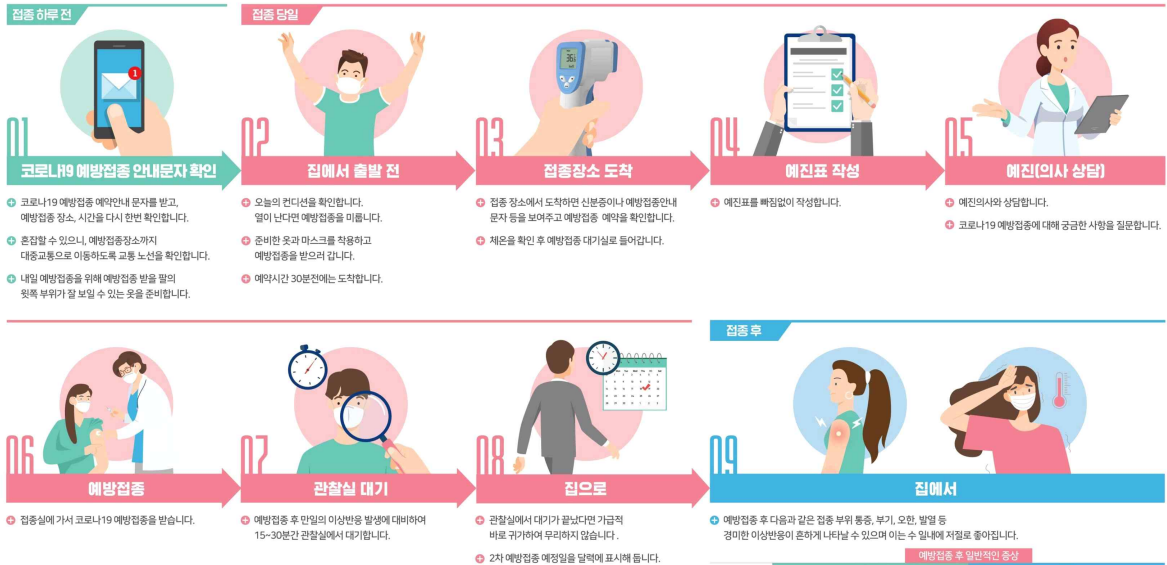 접종 하루 전
01
코로나19 예방접종 안내문자 확인
코로나19 예방접종 예약안내 문자를 받고,
예방접종 장소, 시간을 다시 한번 확인합니다.
혼잡할 수 있으니, 예방접종장소까지
대중교통으로 이동하도록 교통 노선을 확인합니다.
내일 예방접종을 위해 예방접종 받을 팔의
윗쪽 부위가 잘 보일 수 있는 옷을 준비합니다.
접종 당일
02
집에서 출발 전
오늘의 컨디션을 확인합니다.
열이 난다면 예방접종을 미룹니다.
준비한 옷과 마스크를 착용하고
예방접종을 받으러 갑니다.
예약시간 30분전에는 도착합니다.
03
접종장소 도착
접종 장소에서 도착하면 신분증이나 예방접종안내
문자 등을 보여주고 예방접종 예약을 확인합니다.
체온을 확인 후 예방접종 대기실로 들어갑니다.
04
예진표 작성
예진표를 빠짐없이 작성합니다.
05
예진(의사 상담)
예진의사와 상담합니다.
코로나19 예방접종에 대해 궁금한 사항을 질문합니다.
06
예방접종
접종실에 가서 코로나19 예방접종을 받습니다.
07
관찰실 대기
예방접종 후 만일의 이상반응 발생에 대비하여
15~30분간 관찰실에서 대기합니다.
08
집으로
관찰실에서 대기가 끝났다면 가급적
바로 귀가하여 무리하지 않습니다 .
2차 예방접종 예정일을 달력에 표시해 둡니다.
접종 후
09
집에서
예방접종 후 다음과 같은 접종 부위 통증, 부기, 오한, 발열 등
경미한 이상반응이 흔하게 나타날 수 있으며 이는 수 일내에 저절로 좋아집니다.
예방접종 후 일반적인 증상